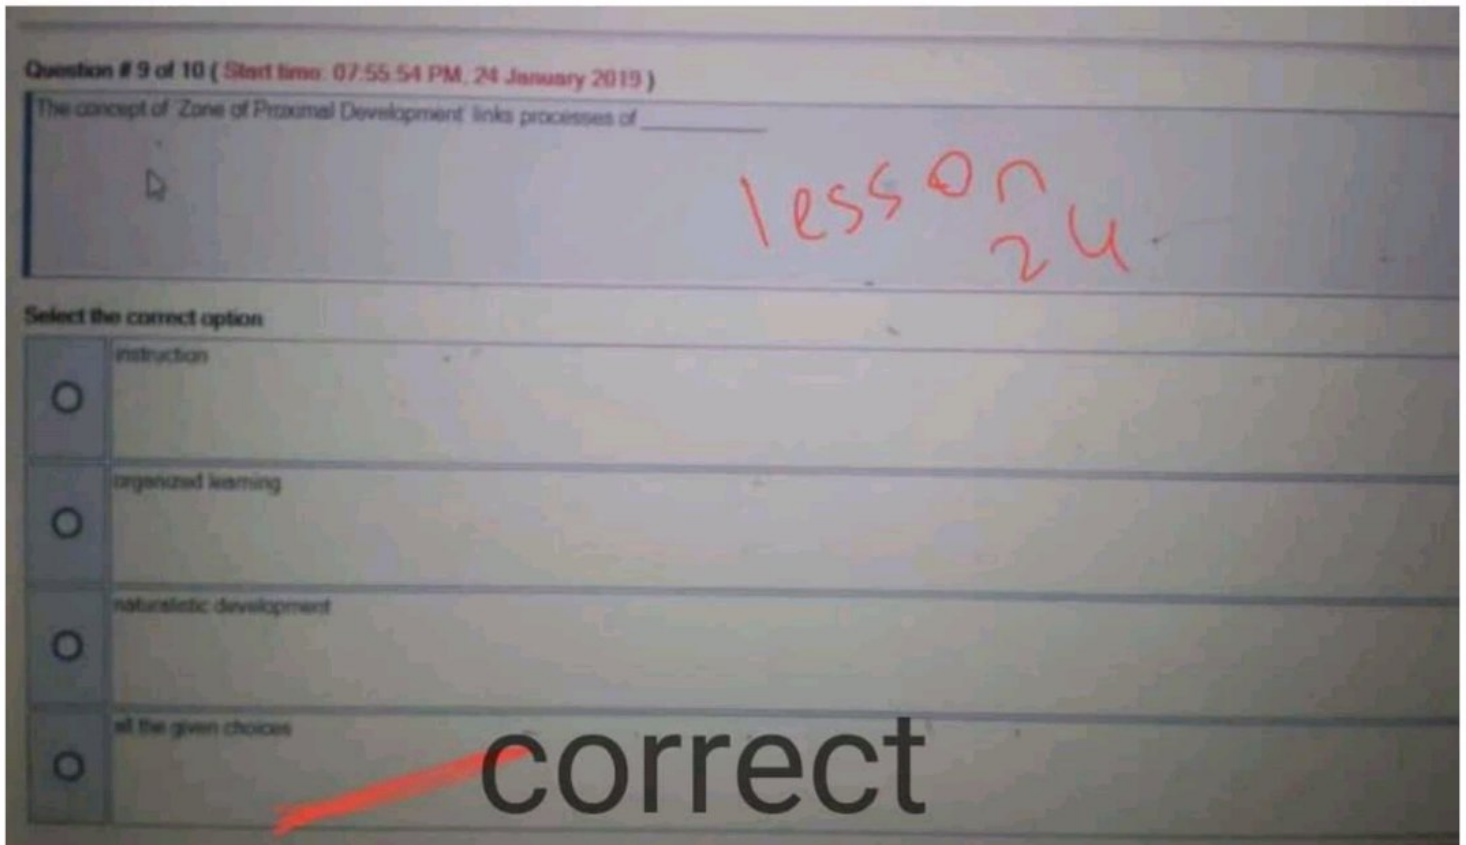 Question # 9 of 10 ( Start time: 07:55:54 PM, 24 January 2019 )
The concept of Zone of Proximal Development links processes of __________
lesson
24
Select the correct option
instruction
organized learning
naturalistic development
all the given choices
correct